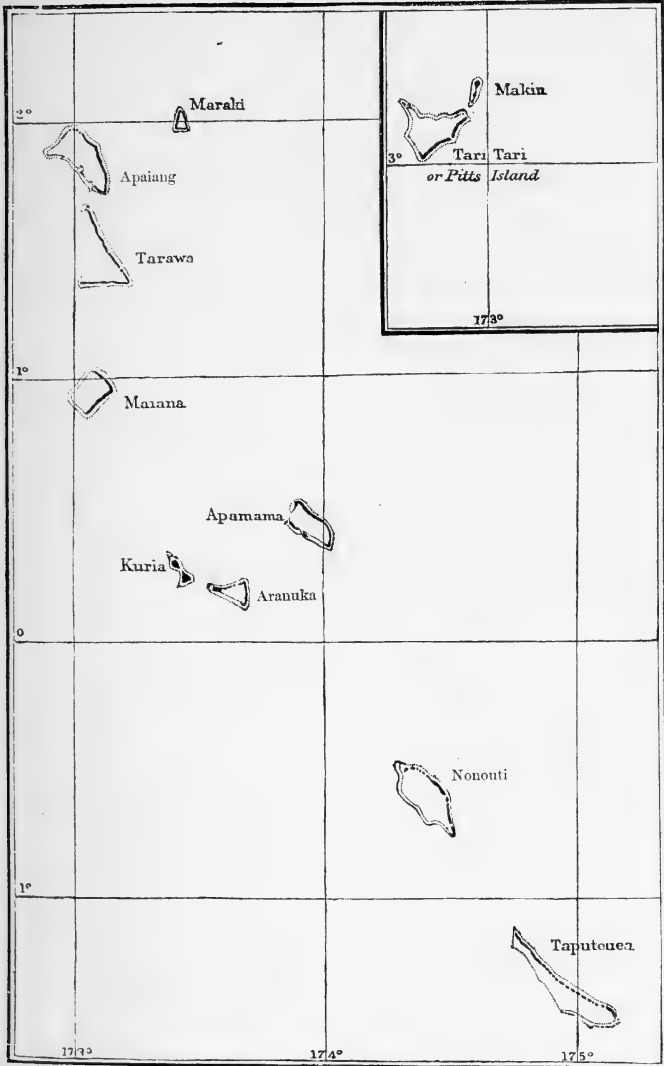 Maraki
2°
Apaiang
Tarawa
1°
Maiana
Apamama
Kuria
Aranuka
0
Nonouti
1°
Taputouea
173°
174°
175°
Makin
3°
Tari Tari
or Pitts Island
173°